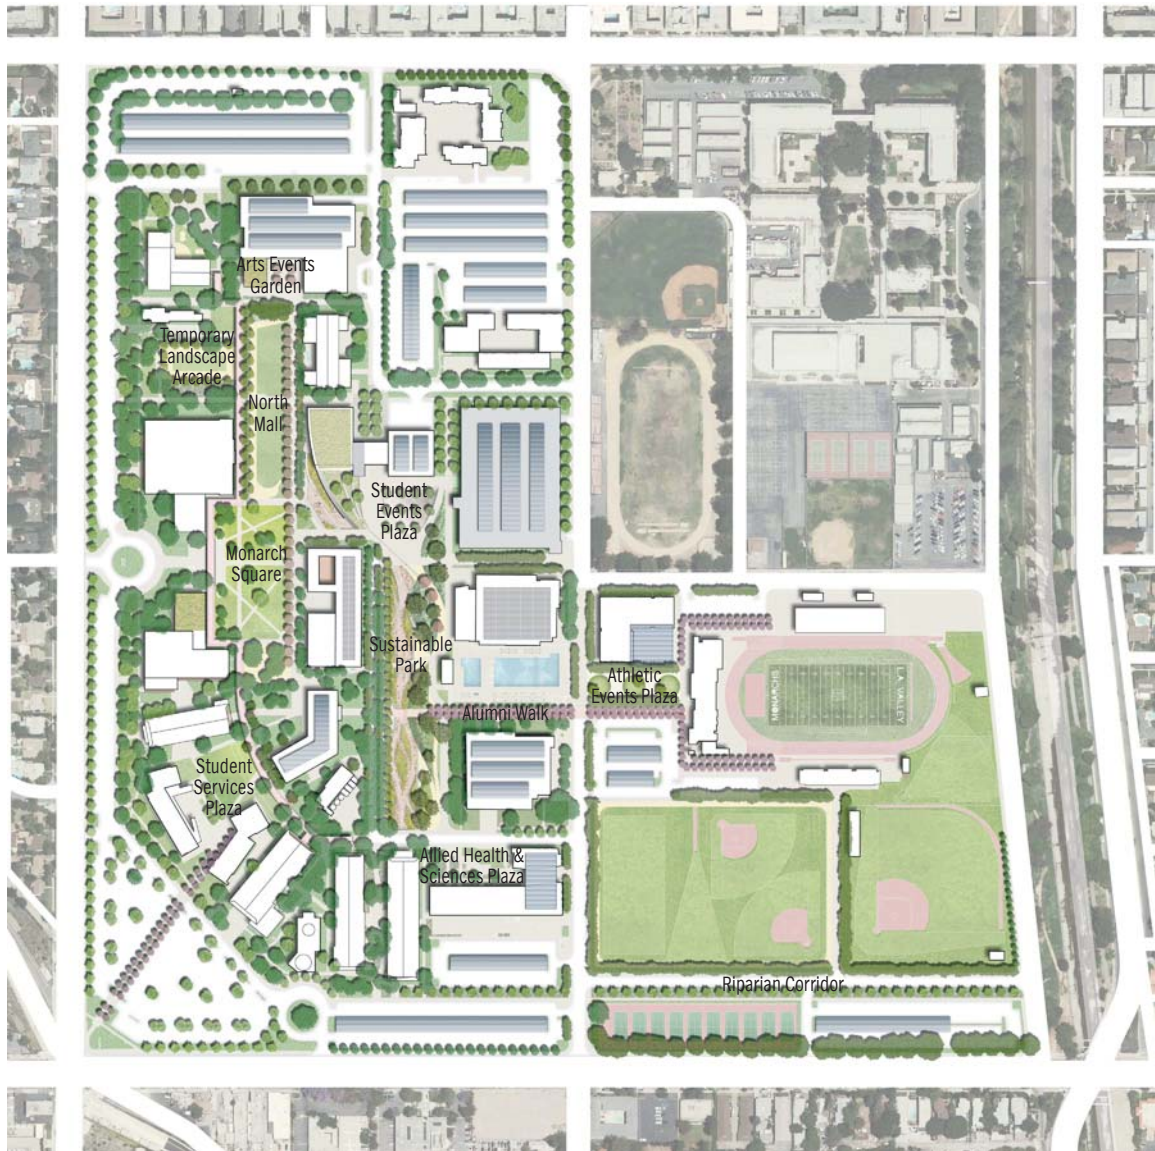 Arts Events
Garden
Temporary
Landscape
Arcade
North
Mall
Student
Events
Plaza
Monarch
Square
Sustainable
Park
Athletic
Events Plaza
MONARCHS
L.A. VALLEY
Alumni Walk
Student
Services
Plaza
Allied Health &
Sciences Plaza
Riparian Corridor